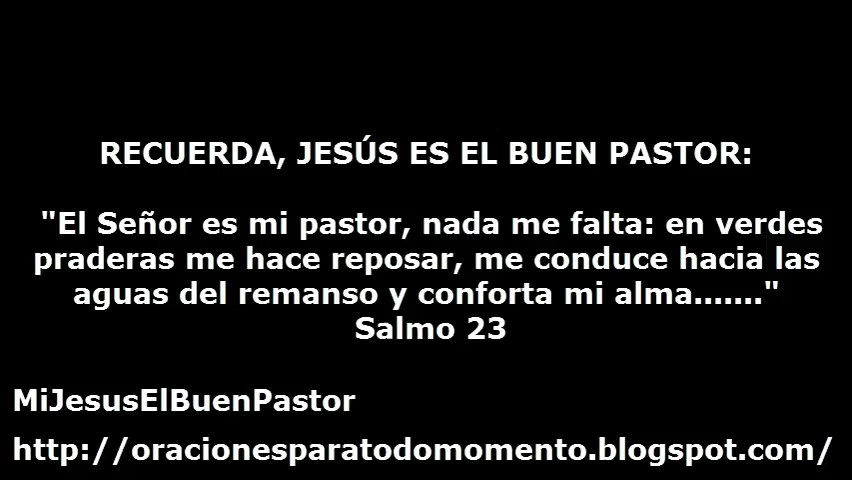 RECUERDA, JESÚS ES EL BUEN PASTOR:
"El Señor es mi pastor, nada me falta: en verdes
praderas me hace reposar, me conduce hacia las
aguas del remanso y conforta mi alma......."
Salmo 23
MiJesusElBuenPastor
http://oracionesparatodomomento.blogspot.com/